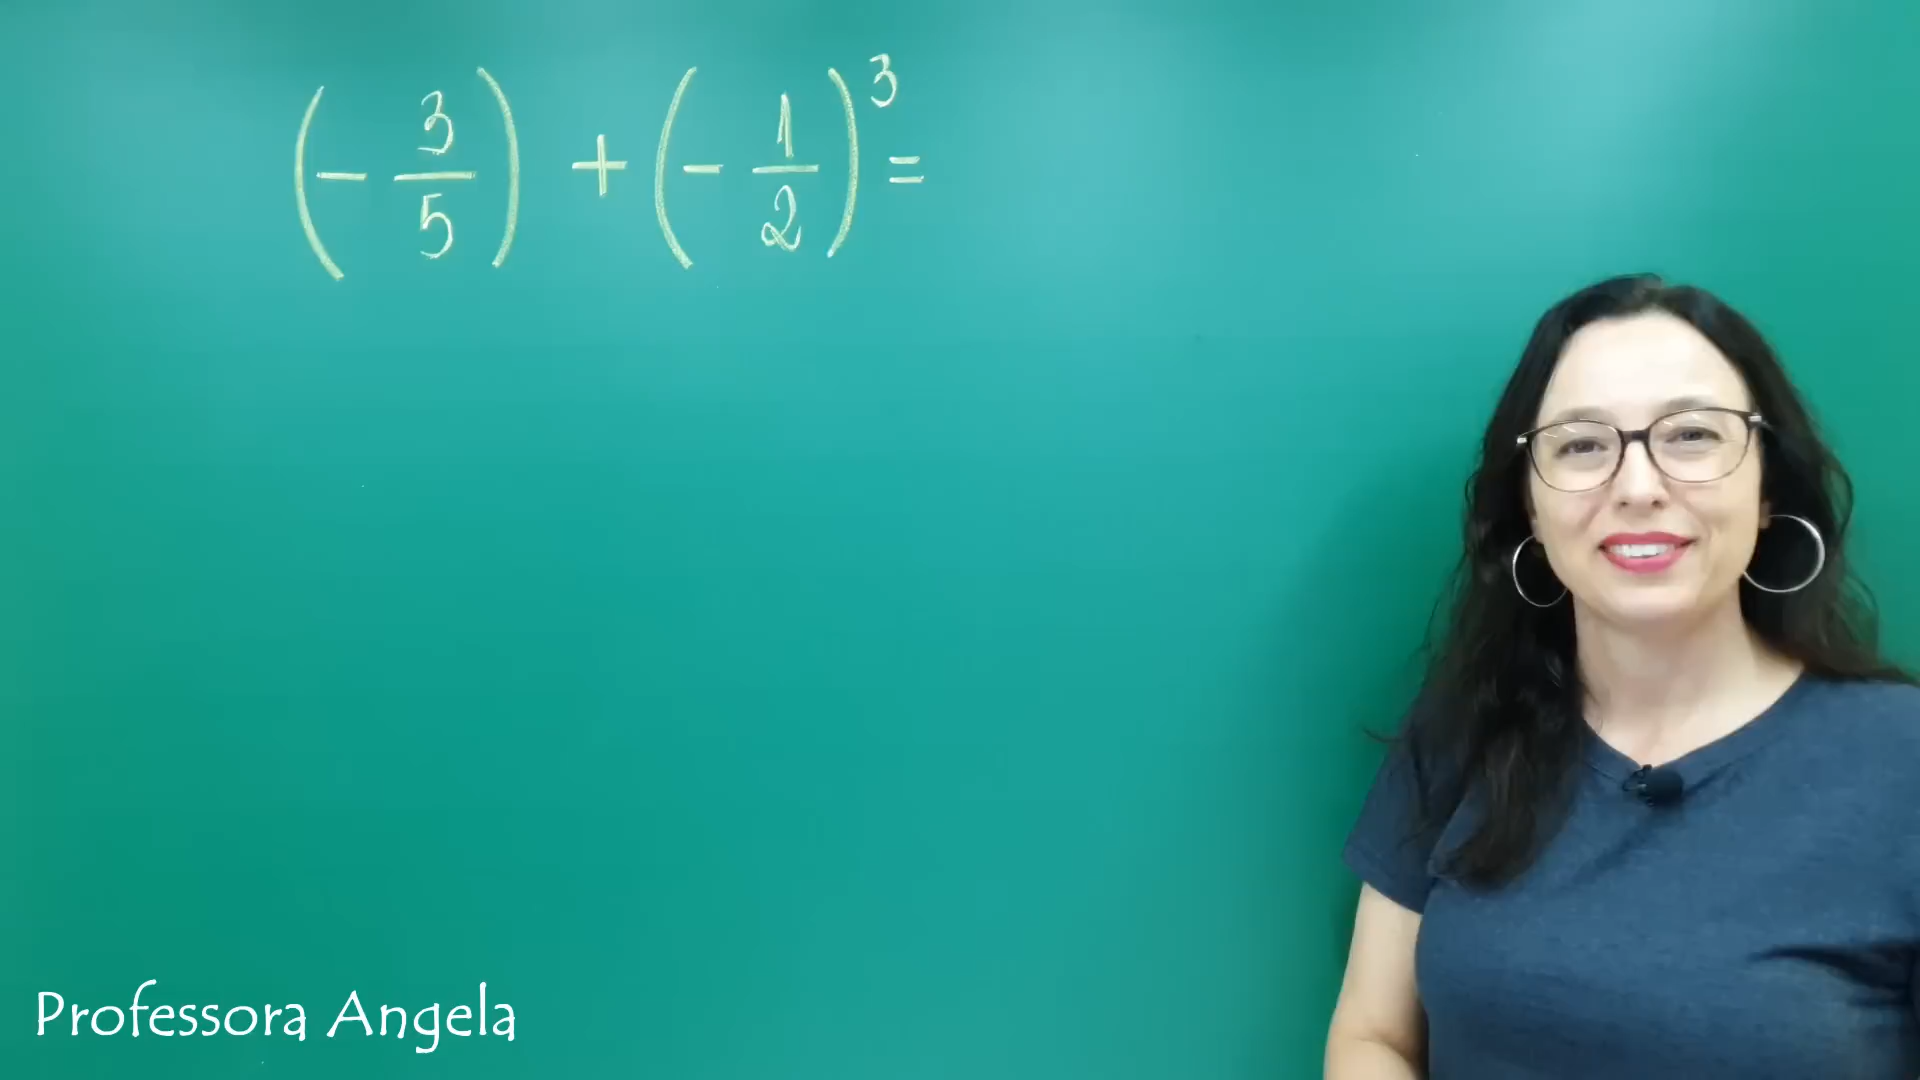 (- 3/5) + (- 1/2)³ =
Professora Angela